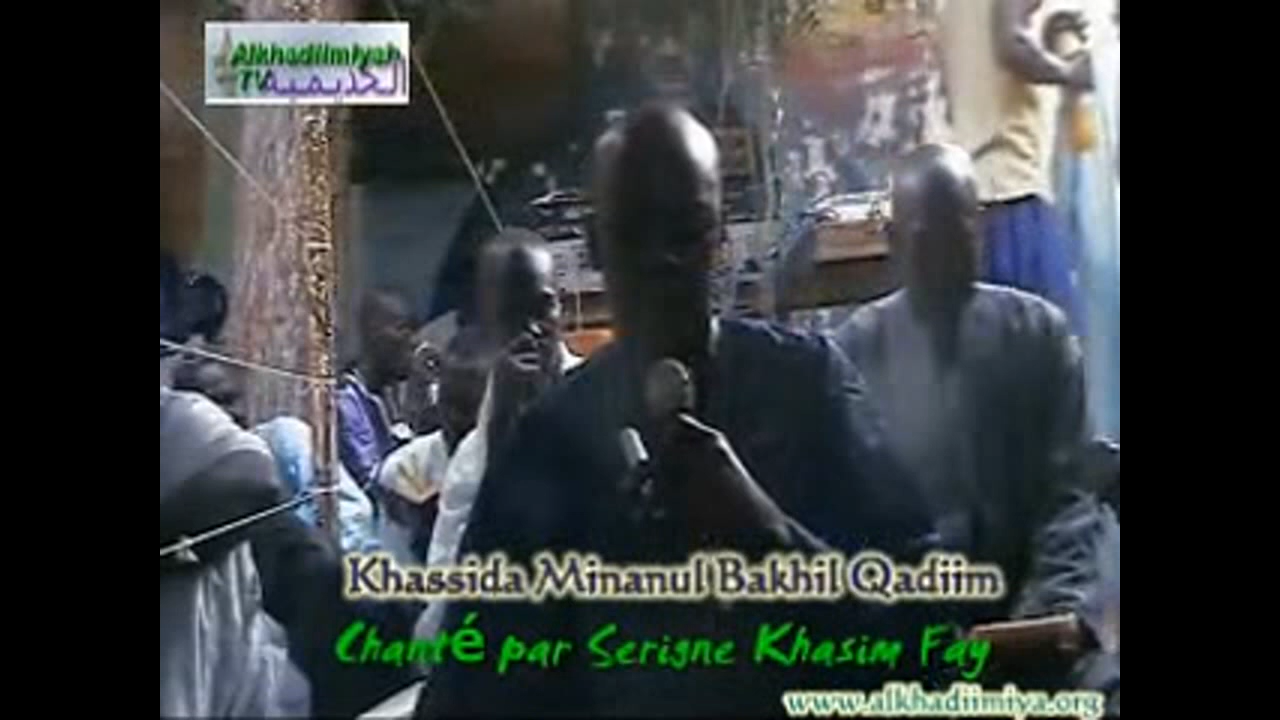 Alkhadiimiyah
TV الخديمية
Khassida Minanul Bakhil Qadiim
Chanté par Serigne Khasim Fay
www.alkhadiimiya.org